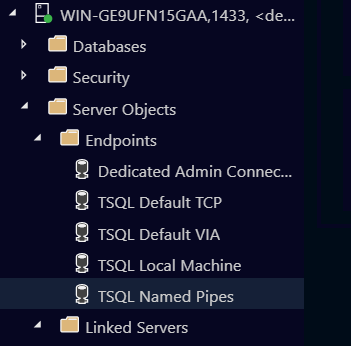 WIN-GE9UFN15GAA,1433, <de...
Databases
Security
Server Objects
Endpoints
Dedicated Admin Connec...
TSQL Default TCP
TSQL Default VIA
TSQL Local Machine
TSQL Named Pipes
Linked Servers